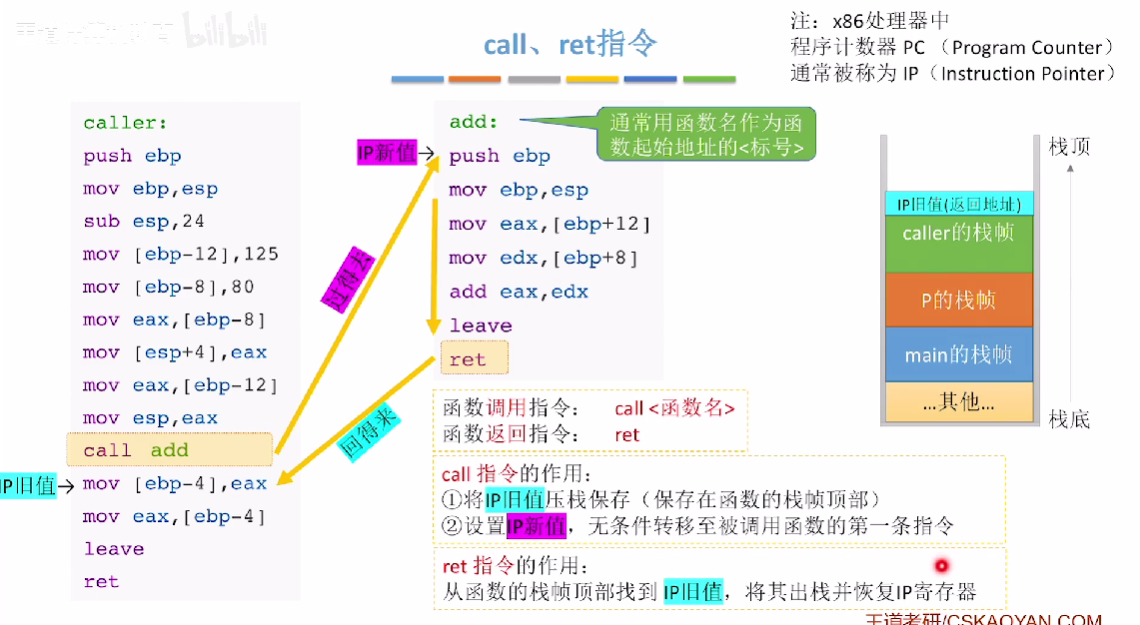 bilibili
call、ret指令
注：x86处理器中
程序计数器 PC （Program Counter）
通常被称为 IP（Instruction Pointer）
caller:
push ebp
mov ebp,esp
sub esp,24
mov [ebp-12],125
mov [ebp-8],80
mov eax,[ebp-8]
mov [esp+4],eax
mov eax,[ebp-12]
mov esp,eax
call add
IP旧值→
mov [ebp-4],eax
mov eax,[ebp-4]
leave
ret
过得去
回得来
add:
通常用函数名作为函
数起始地址的<标号>
IP新值→
push ebp
mov ebp,esp
mov eax,[ebp+12]
mov edx,[ebp+8]
add eax,edx
leave
ret
栈顶
IP旧值(返回地址)
caller的栈帧
P的栈帧
main的栈帧
...其他...
栈底
函数调用指令： call <函数名>
函数返回指令： ret
call 指令的作用：
①将IP旧值压栈保存（保存在函数的栈帧顶部）
②设置IP新值，无条件转移至被调用函数的第一条指令
ret 指令的作用：
从函数的栈帧顶部找到 IP旧值，将其出栈并恢复IP寄存器
王道考研/CSKAOYAN.COM